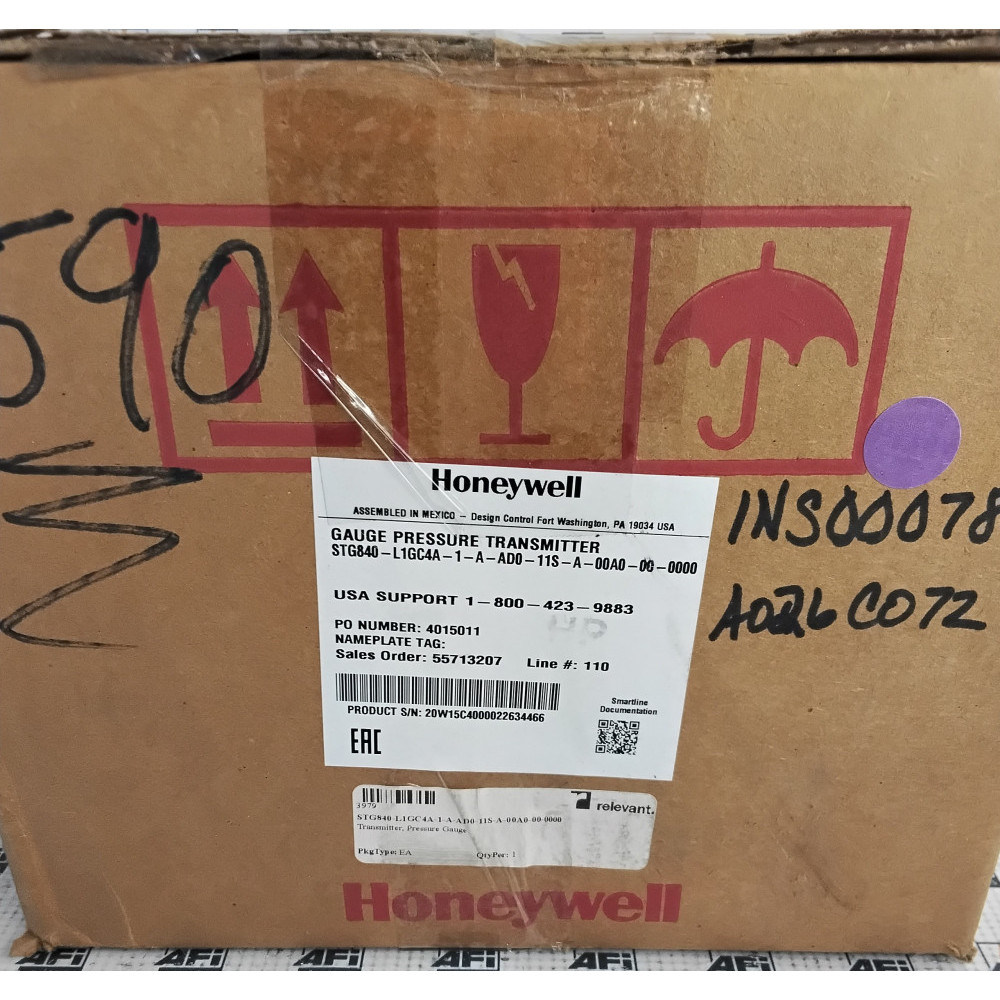 590
Honeywell
ASSEMBLED IN MEXICO – Design Control Fort Washington, PA 19034 USA
GAUGE PRESSURE TRANSMITTER
STG840-L1GC4A-1-A-AD0-11S-A-00A0-00-0000
USA SUPPORT 1-800-423-9883
PO NUMBER: 4015011
NAMEPLATE TAG:
Sales Order: 55713207 Line #: 110
PRODUCT S/N: 20W15C4000022634466
Smartline
Documentation
EAC
INS00078
A026C072
3979
relevant.
STG840-L1GC4A-1-A-AD0-11S-A-00A0-00-0000
Transmitter, Pressure Gauge
PkgType: EA QtyPer: 1
Honeywell
AFi AFi AFi AFi AFi AFi